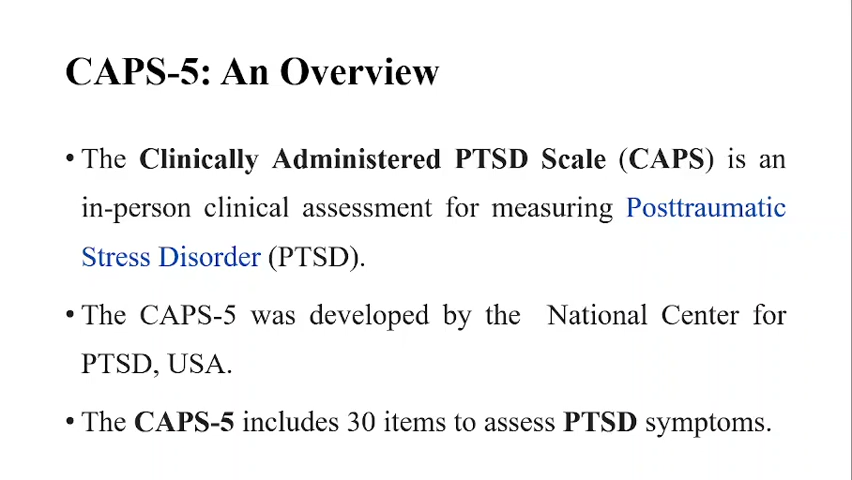 CAPS-5: An Overview
• The Clinically Administered PTSD Scale (CAPS) is an
in-person clinical assessment for measuring Posttraumatic
Stress Disorder (PTSD).
• The CAPS-5 was developed by the National Center for
PTSD, USA.
• The CAPS-5 includes 30 items to assess PTSD symptoms.